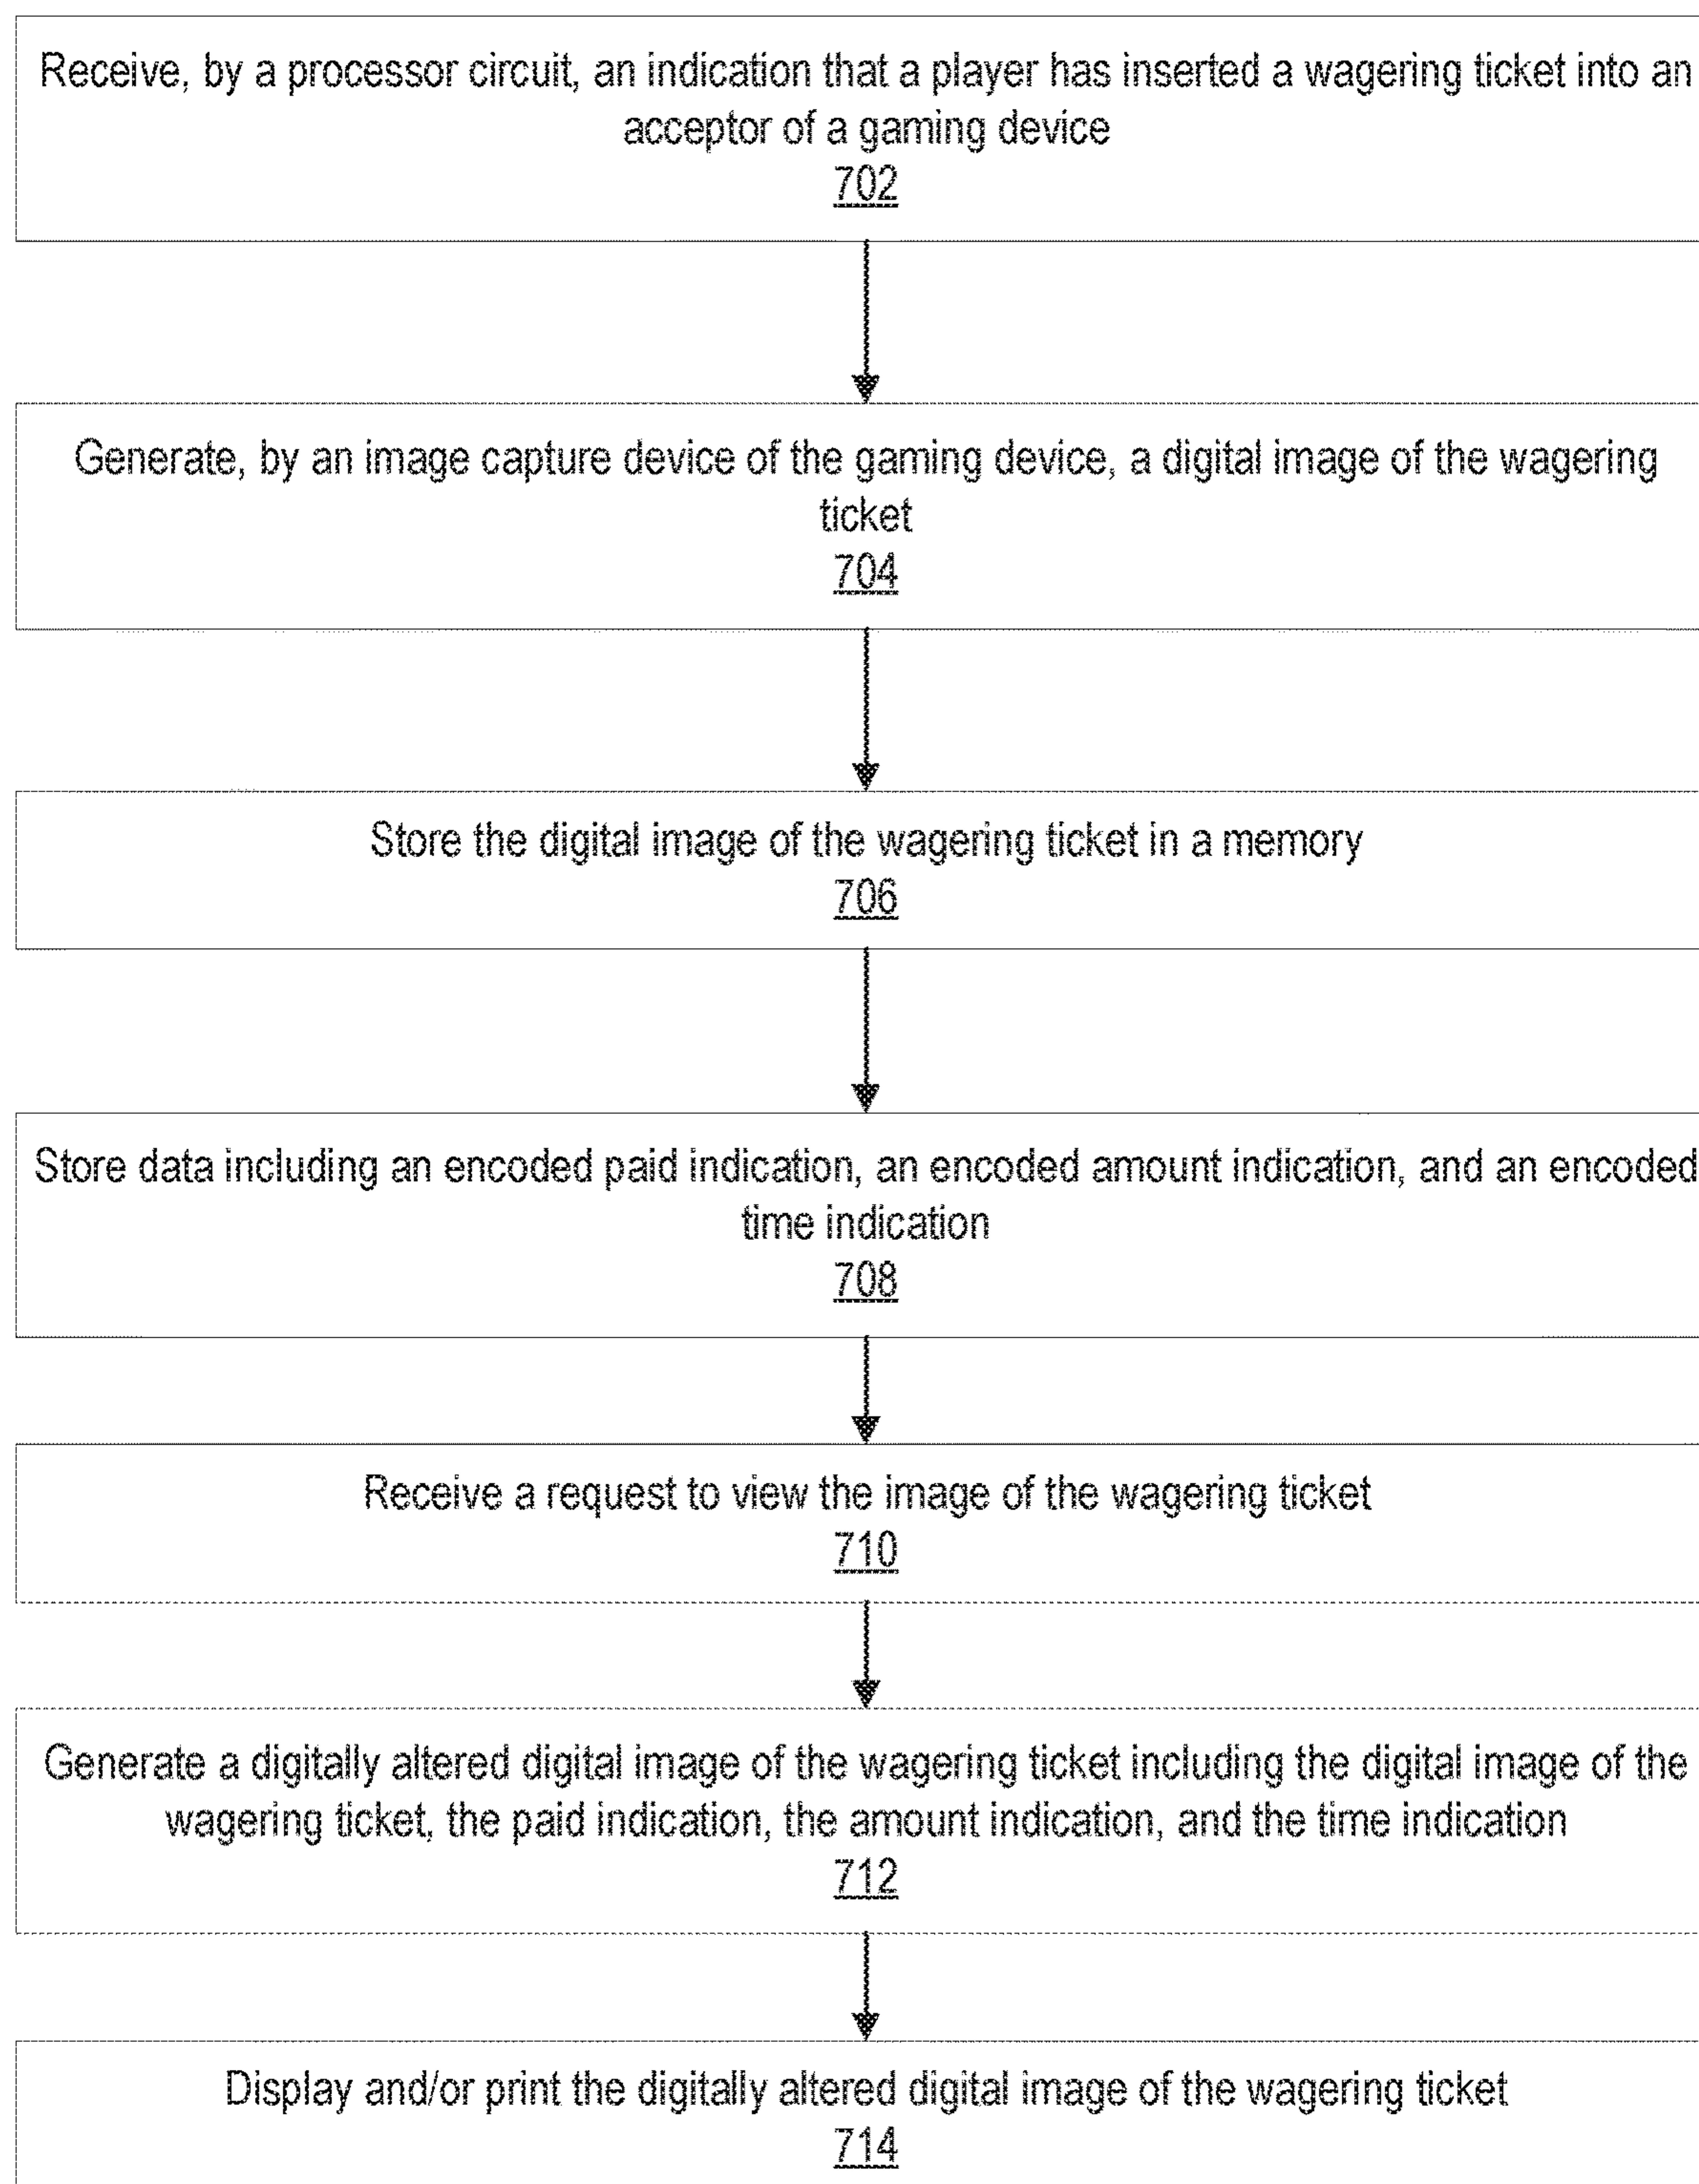 Receive, by a processor circuit, an indication that a player has inserted a wagering ticket into an
acceptor of a gaming device
702
Generate, by an image capture device of the gaming device, a digital image of the wagering
ticket
704
Store the digital image of the wagering ticket in a memory
706
Store data including an encoded paid indication, an encoded amount indication, and an encoded
time indication
708
Receive a request to view the image of the wagering ticket
710
Generate a digitally altered digital image of the wagering ticket including the digital image of the
wagering ticket, the paid indication, the amount indication, and the time indication
712
Display and/or print the digitally altered digital image of the wagering ticket
714